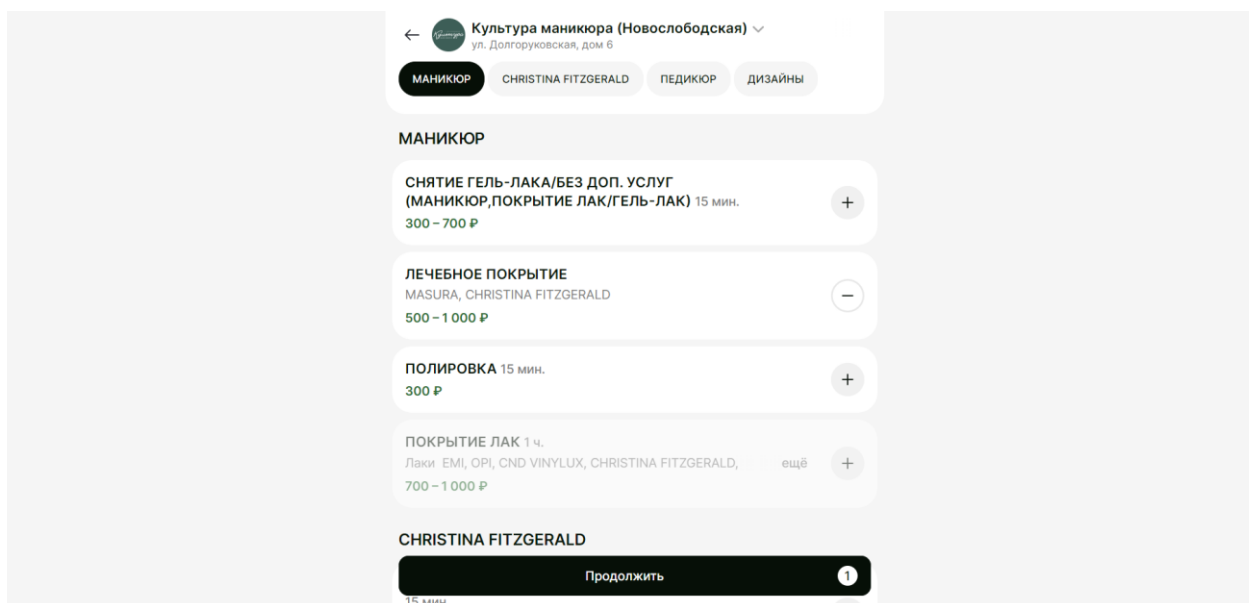 Культура маникюра (Новослободская)
ул. Долгоруковская, дом 6
МАНИКЮР CHRISTINA FITZGERALD ПЕДИКЮР ДИЗАЙНЫ
МАНИКЮР
СНЯТИЕ ГЕЛЬ-ЛАКА/БЕЗ ДОП. УСЛУГ
(МАНИКЮР,ПОКРЫТИЕ ЛАК/ГЕЛЬ-ЛАК) 15 мин.
300 – 700 ₽
ЛЕЧЕБНОЕ ПОКРЫТИЕ
MASURA, CHRISTINA FITZGERALD
500 – 1 000 ₽
ПОЛИРОВКА 15 мин.
300 ₽
ПОКРЫТИЕ ЛАК 1 ч.
Лаки EMI, OPI, CND VINYLUX, CHRISTINA FITZGERALD, ещё
700 – 1 000 ₽
CHRISTINA FITZGERALD
Продолжить 1
15 мин.